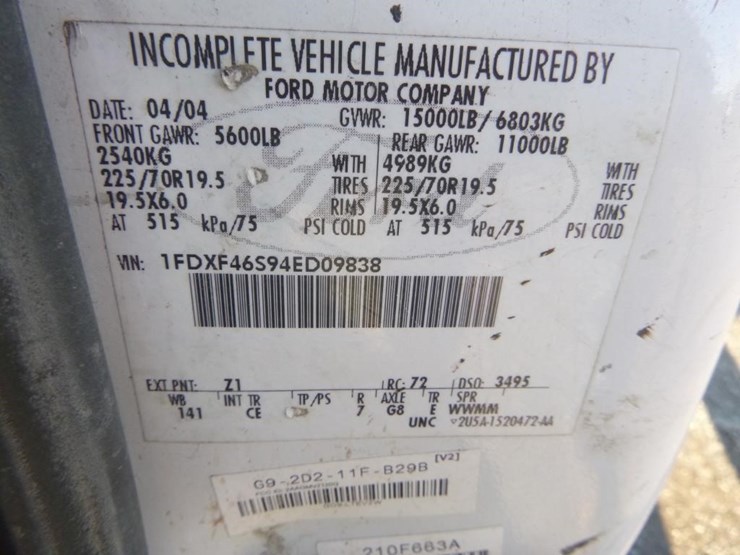 INCOMPLETE VEHICLE MANUFACTURED BY
FORD MOTOR COMPANY
DATE: 04/04 GVWR: 15000LB/6803KG
FRONT GAWR: 5600LB REAR GAWR: 11000LB
2540KG WITH 4989KG WITH
225/70R19.5 TIRES 225/70R19.5 TIRES
19.5X6.0 RIMS 19.5X6.0 RIMS
AT 515 kPa/75 PSI COLD AT 515 kPa/75 PSI COLD
VIN: 1FDXF46S94ED09838
EXT PNT: Z1 RC: 72 DSO: 3495
WB INT TR TP/PS R AXLE TR SPR
141 CE 7 G8 E WWMM
UNC 2U5A-1520472-AA
G9-2D2-11F-B29B [V2]
210F663A